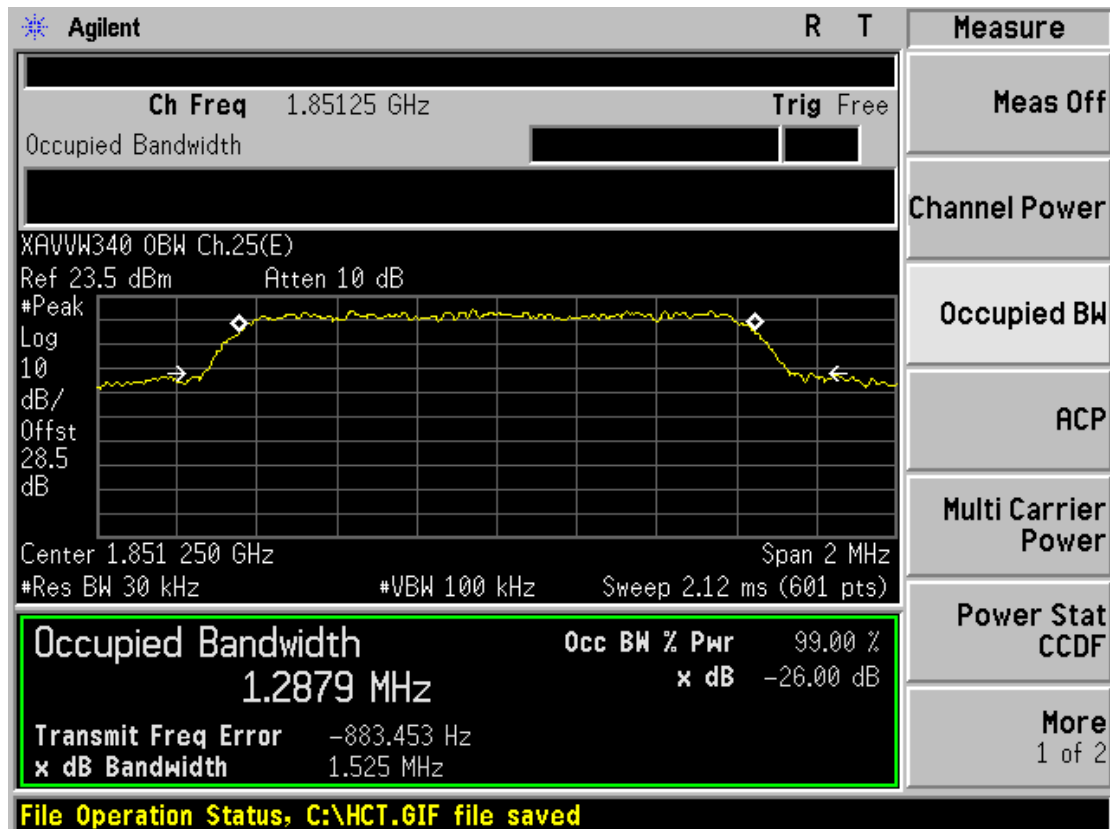 Agilent R T Measure
Ch Freq 1.85125 GHz Trig Free
Meas Off
Occupied Bandwidth
Channel Power
XAVVW340 OBW Ch.25(E)
Ref 23.5 dBm Atten 10 dB
#Peak
Log
10
dB/
Offst
28.5
dB
Occupied BW
ACP
Multi Carrier
Power
Center 1.851 250 GHz Span 2 MHz
#Res BW 30 kHz #VBW 100 kHz Sweep 2.12 ms (601 pts)
Power Stat
CCDF
Occupied Bandwidth Occ BW % Pwr 99.00 %
1.2879 MHz x dB -26.00 dB
Transmit Freq Error -883.453 Hz
x dB Bandwidth 1.525 MHz
More
1 of 2
File Operation Status, C:\HCT.GIF file saved